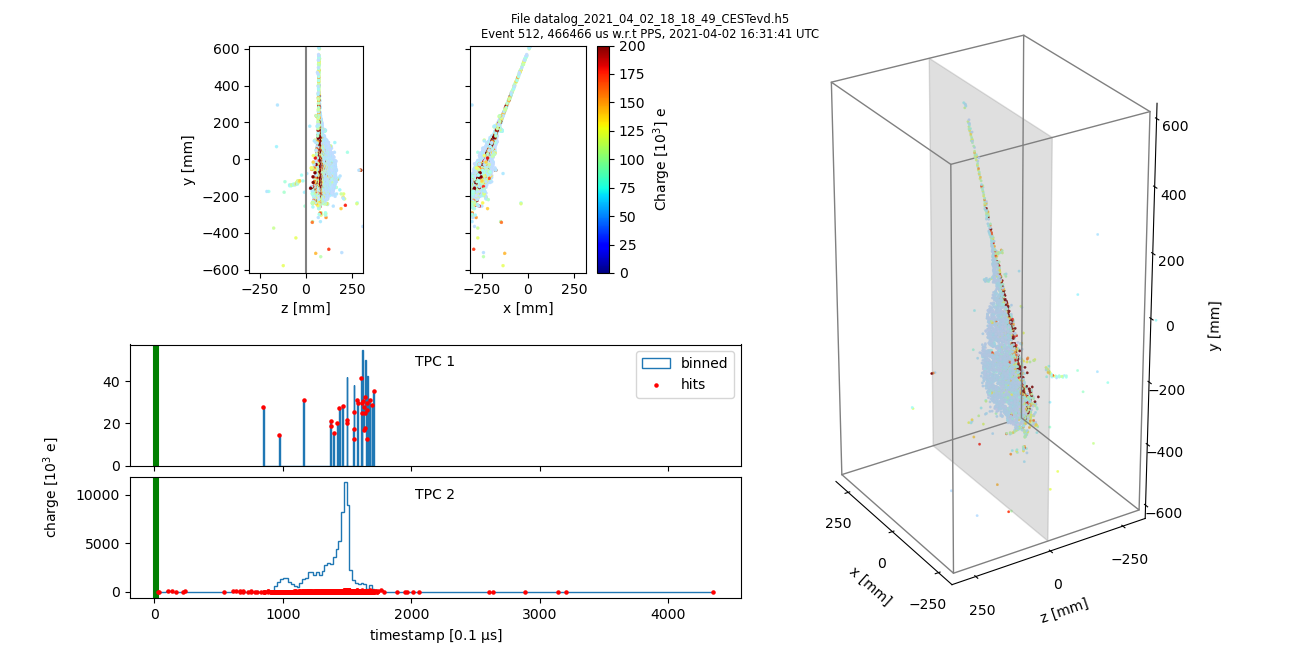 File datalog_2021_04_02_18_18_49_CESTevd.h5
Event 512, 466466 us w.r.t PPS, 2021-04-02 16:31:41 UTC
600
400
200
0
−200
−400
−600
y [mm]
−250 0 250
z [mm]
−250 0 250
x [mm]
200
175
150
125
100
75
50
25
0
Charge [10³] e
600
400
200
0
−200
−400
−600
y [mm]
250
0
−250
x [mm]
250
0
−250
z [mm]
TPC 1
binned
hits
40
20
0
charge [10³ e]
TPC 2
10000
5000
0
0 1000 2000 3000 4000
timestamp [0.1 μs]